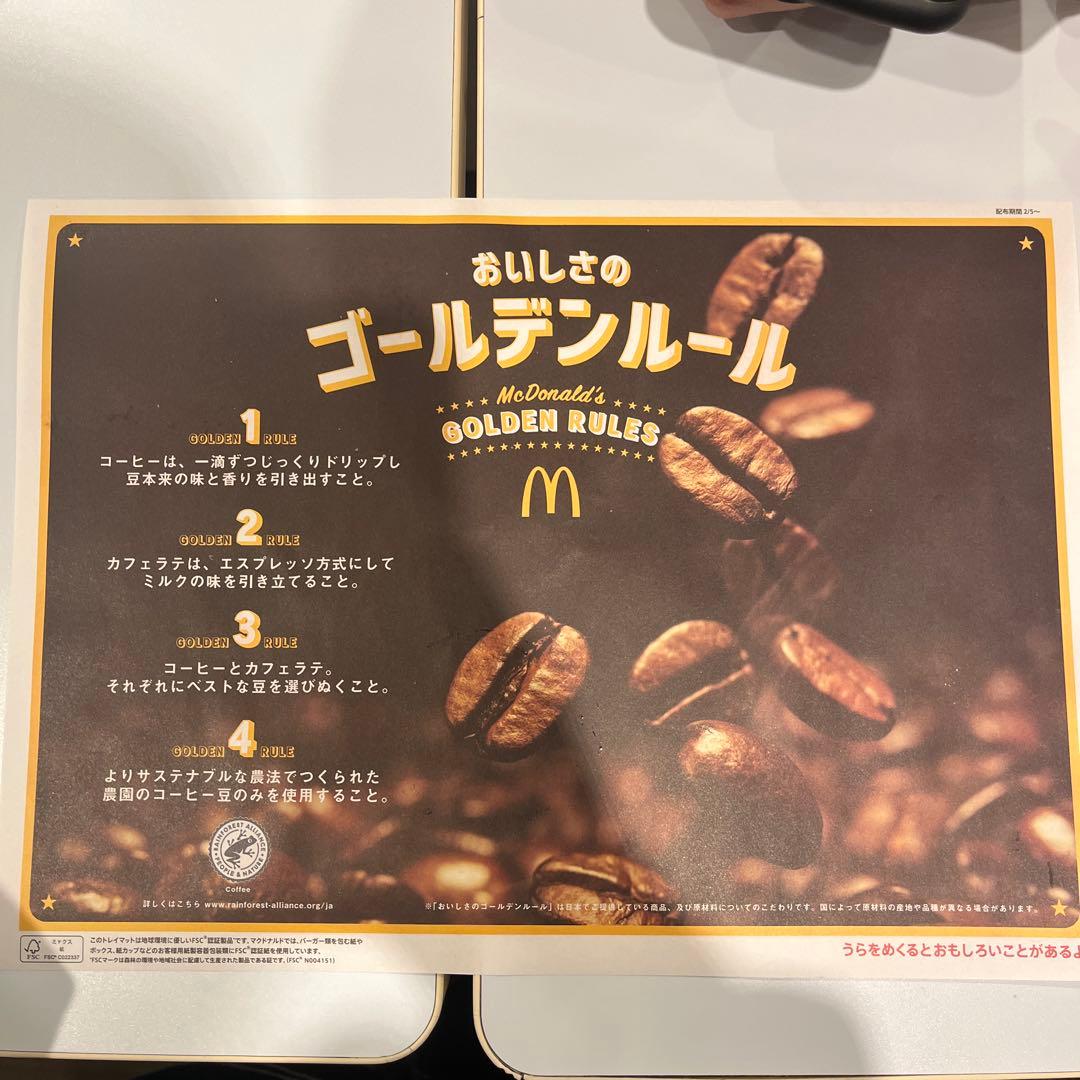 配布期間 2/5〜
おいしさの
ゴールデンルール
McDonald's
GOLDEN RULES
GOLDEN 1 RULE
コーヒーは、一滴ずつじっくりドリップし
豆本来の味と香りを引き出すこと。
GOLDEN 2 RULE
カフェラテは、エスプレッソ方式にして
ミルクの味を引き立てること。
GOLDEN 3 RULE
コーヒーとカフェラテ。
それぞれにベストな豆を選びぬくこと。
GOLDEN 4 RULE
よりサステナブルな農法でつくられた
農園のコーヒー豆のみを使用すること。
RAINFOREST ALLIANCE
PEOPLE & NATURE
Coffee
詳しくはこちら www.rainforest-alliance.org/ja
※「おいしさのゴールデンルール」は日本でご提供している商品、及び原材料についてのこだわりです。国によって原材料の産地や品種が異なる場合があります。
FSC
ミックス
紙
FSC® C022337
このトレイマットは地球環境に優しいFSC®認証製品*です。マクドナルドでは、バーガー類を包む紙や
ボックス、紙カップなどのお客様用紙製容器包装類にFSC®認証紙を使用しています。
*FSCマークは森林の環境や地域社会に配慮して生産された製品である証です。(FSC® N004151)
うらをめくるとおもしろいことがあるよ